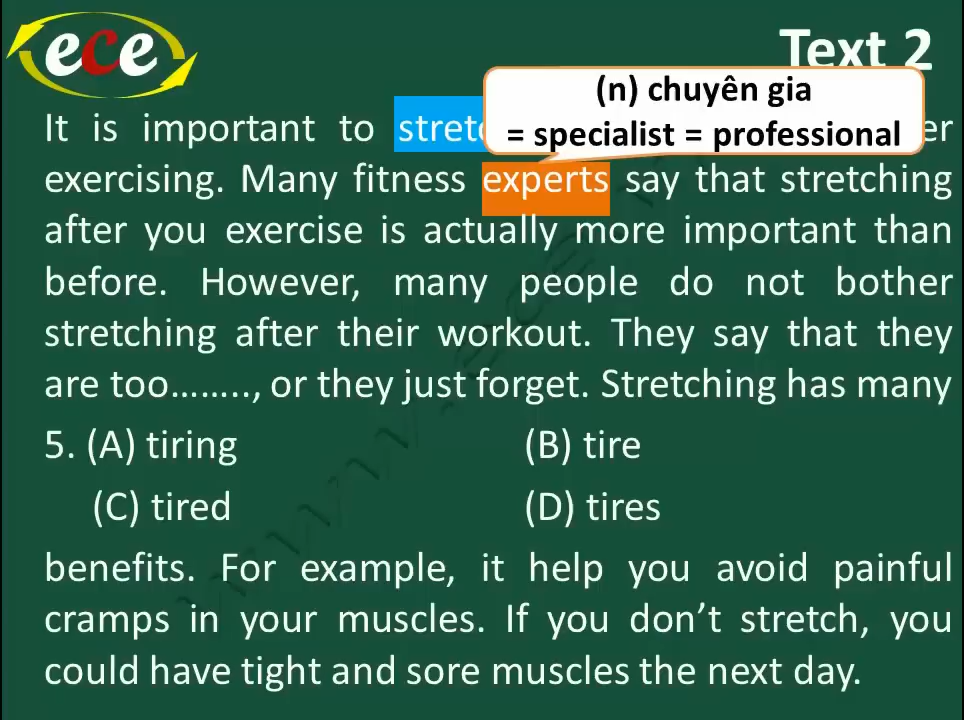 ece
Text 2
(n) chuyên gia
= specialist = professional
It is important to er
exercising. Many fitness experts say that stretching
after you exercise is actually more important than
before. However, many people do not bother
stretching after their workout. They say that they
are too…….., or they just forget. Stretching has many
5. (A) tiring (B) tire
(C) tired (D) tires
benefits. For example, it help you avoid painful
cramps in your muscles. If you don’t stretch, you
could have tight and sore muscles the next day.